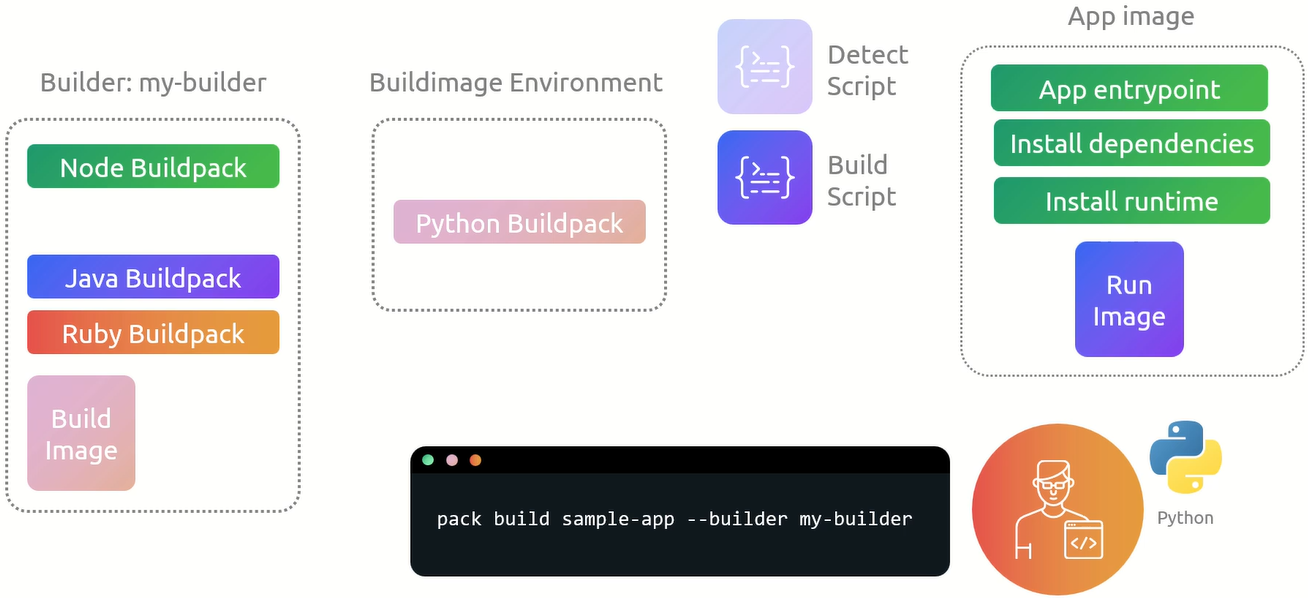 Builder: my-builder
Node Buildpack
Java Buildpack
Ruby Buildpack
Build
Image
Buildimage Environment
Python Buildpack
Detect
Script
Build
Script
App image
App entrypoint
Install dependencies
Install runtime
Run
Image
pack build sample-app --builder my-builder
Python